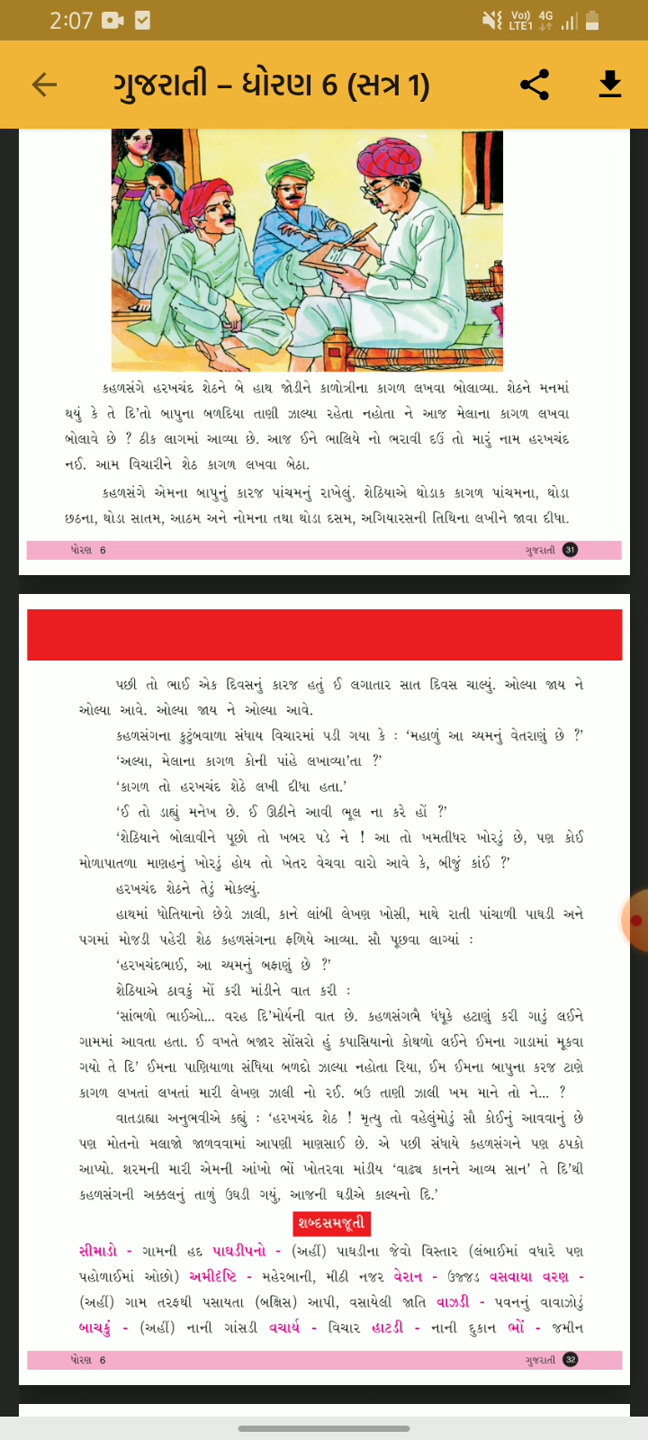 2:07
Vo)) 4G
LTE1
ગુજરાતી – ધોરણ 6 (સત્ર 1)
કહળસંગે હરખચંદ શેઠને બે હાથ જોડીને કાળોત્રીના કાગળ લખવા બોલાવ્યા. શેઠને મનમાં
થયું કે તે દિ'તો બાપુના બળદિયા તાણી ઝાલ્યા રહેતા નહોતા ને આજ મેલાના કાગળ લખવા
બોલાવે છે ? ઠીક લાગમાં આવ્યા છે. આજ ઈને ભાલિયે નો ભરાવી દઉં તો મારું નામ હરખચંદ
નઈ. આમ વિચારીને શેઠ કાગળ લખવા બેઠા.
કહળસંગે એમના બાપુનું કારજ પાંચમનું રાખેલું. શેઠિયાએ થોડાક કાગળ પાંચમના, થોડા
છઠના, થોડા સાતમ, આઠમ અને નોમના તથા થોડા દસમ, અગિયારસની તિથિના લખીને જાવા દીધા.
ધોરણ 6 ગુજરાતી 31
પછી તો ભાઈ એક દિવસનું કારજ હતું ઈ લગાતાર સાત દિવસ ચાલ્યું. ઓલ્યા જાય ને
ઓલ્યા આવે. ઓલ્યા જાય ને ઓલ્યા આવે.
કહળસંગના કુટુંબવાળા સંધાય વિચારમાં પડી ગયા કે : 'મહાળું આ ચ્યમનું વેતરાણું છે ?'
'અલ્યા, મેલાના કાગળ કોની પાંહે લખાવ્યા'તા ?'
'કાગળ તો હરખચંદ શેઠે લખી દીધા હતા.'
'ઈ તો ડાહ્યું મનેખ છે. ઈ ઊઠીને આવી ભૂલ ના કરે હોં ?'
'શેઠિયાને બોલાવીને પૂછો તો ખબર પડે ને ! આ તો ખમતીધર ખોરડું છે, પણ કોઈ
મોળાપાતળા માણહનું ખોરડું હોય તો ખેતર વેચવા વારો આવે કે, બીજું કાંઈ ?'
હરખચંદ શેઠને તેડું મોકલ્યું.
હાથમાં ધોતિયાનો છેડો ઝાલી, કાને લાંબી લેખણ ખોસી, માથે રાતી પાંચાળી પાઘડી અને
પગમાં મોજડી પહેરી શેઠ કહળસંગના ફળિયે આવ્યા. સૌ પૂછવા લાગ્યાં :
'હરખચંદભાઈ, આ ચ્યમનું બફાણું છે ?'
શેઠિયાએ ઠાવકું મોં કરી માંડીને વાત કરી :
'સાંભળો ભાઈઓ... વરહ દિ'મોર્યની વાત છે. કહળસંગભૈ ધંધૂકે હટાણું કરી ગાડું લઈને
ગામમાં આવતા હતા. ઈ વખતે બજાર સોંસરો હું કપાસિયાનો કોથળો લઈને ઈમના ગાડામાં મૂકવા
ગયો તે દિ' ઈમના પાણિયાળા સંધિયા બળદો ઝાલ્યા નહોતા રિયા, ઈમ ઈમના બાપુના કરજ ટાણે
કાગળ લખતાં લખતાં મારી લેખણ ઝાલી નો રઈ. બઉ તાણી ઝાલી ખમ માને તો ને... ?
વાતડાહ્યા અનુભવીએ કહ્યું : 'હરખચંદ શેઠ ! મૃત્યુ તો વહેલુંમોડું સૌ કોઈનું આવવાનું છે
પણ મોતનો મલાજો જાળવવામાં આપણી માણસાઈ છે. એ પછી સંધાયે કહળસંગને પણ ઠપકો
આપ્યો. શરમની મારી એમની આંખો ભોં ખોતરવા માંડીય 'વાઢ્ય કાનને આવ્ય સાન' તે દિ'થી
કહળસંગની અક્કલનું તાળું ઉઘડી ગયું, આજની ઘડીએ કાલ્યનો દિ.'
શબ્દસમજૂતી
સીમાડો - ગામની હદ પાઘડીપનો - (અહીં) પાઘડીના જેવો વિસ્તાર (લંબાઈમાં વધારે પણ
પહોળાઈમાં ઓછો) અમીદૃષ્ટિ - મહેરબાની, મીઠી નજર વેરાન - ઉજ્જડ વસવાયા વરણ -
(અહીં) ગામ તરફથી પસાયતા (બક્ષિસ) આપી, વસાયેલી જાતિ વાઝડી - પવનનું વાવાઝોડું
બાચકું - (અહીં) નાની ગાંસડી વચાર્ય - વિચાર હાટડી - નાની દુકાન ભોં - જમીન
ધોરણ 6 ગુજરાતી 32